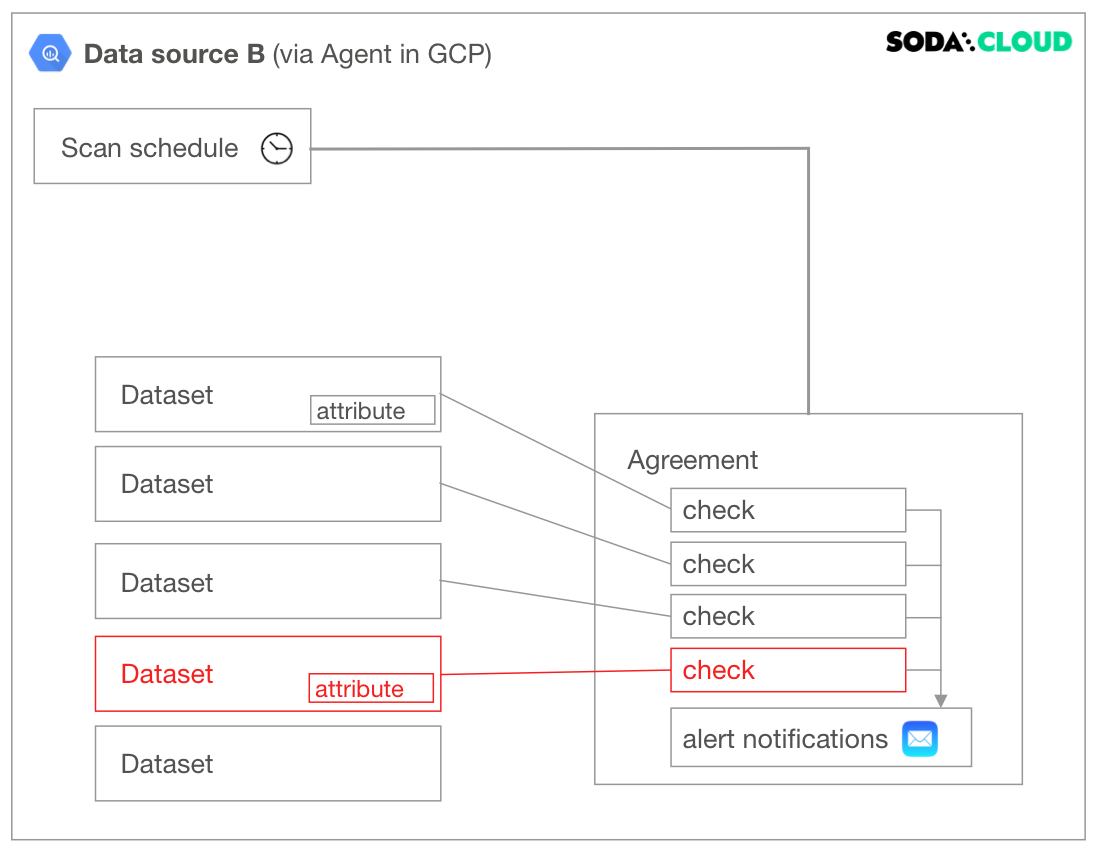 Data source B (via Agent in GCP)
SODA CLOUD
Scan schedule
Dataset
attribute
Dataset
Dataset
Dataset
attribute
Dataset
Agreement
check
check
check
check
alert notifications